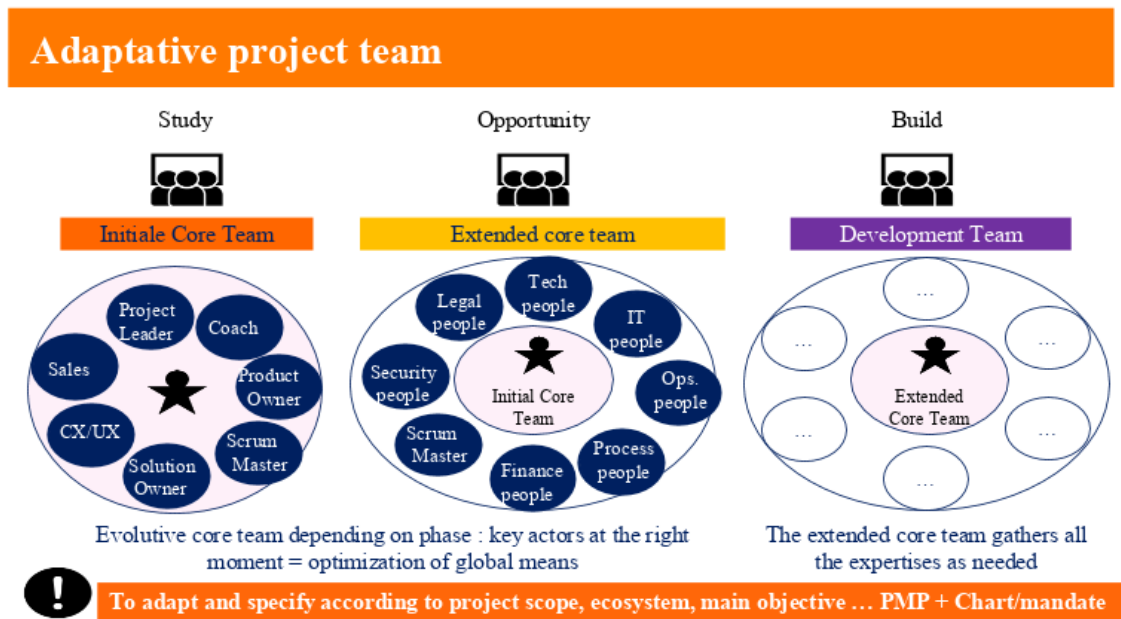 Adaptative project team
Study
Opportunity
Build
Initiale Core Team
Extended core team
Development Team
Project
Leader
Coach
Sales
Product
Owner
CX/UX
Scrum
Master
Solution
Owner
Tech
people
Legal
people
IT
people
Security
people
Ops.
people
Initial Core
Team
Scrum
Master
Process
people
Finance
people
...
...
...
Extended
Core Team
...
...
...
Evolutive core team depending on phase : key actors at the right
moment = optimization of global means
The extended core team gathers all
the expertises as needed
!
To adapt and specify according to project scope, ecosystem, main objective ... PMP + Chart/mandate